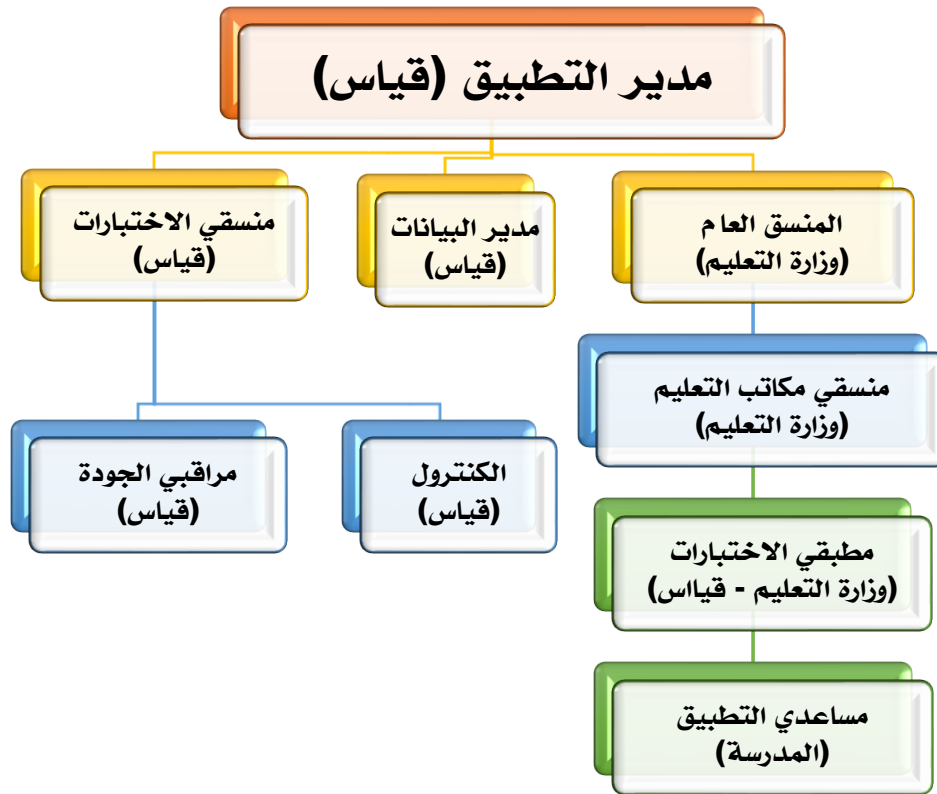 مدير التطبيق (قياس)
المنسق العام
(وزارة التعليم)
مدير البيانات
(قياس)
منسقي الاختبارات
(قياس)
منسقي مكاتب التعليم
(وزارة التعليم)
الكنترول
(قياس)
مراقبي الجودة
(قياس)
مطبقي الاختبارات
(وزارة التعليم - قيااس)
مساعدي التطبيق
(المدرسة)